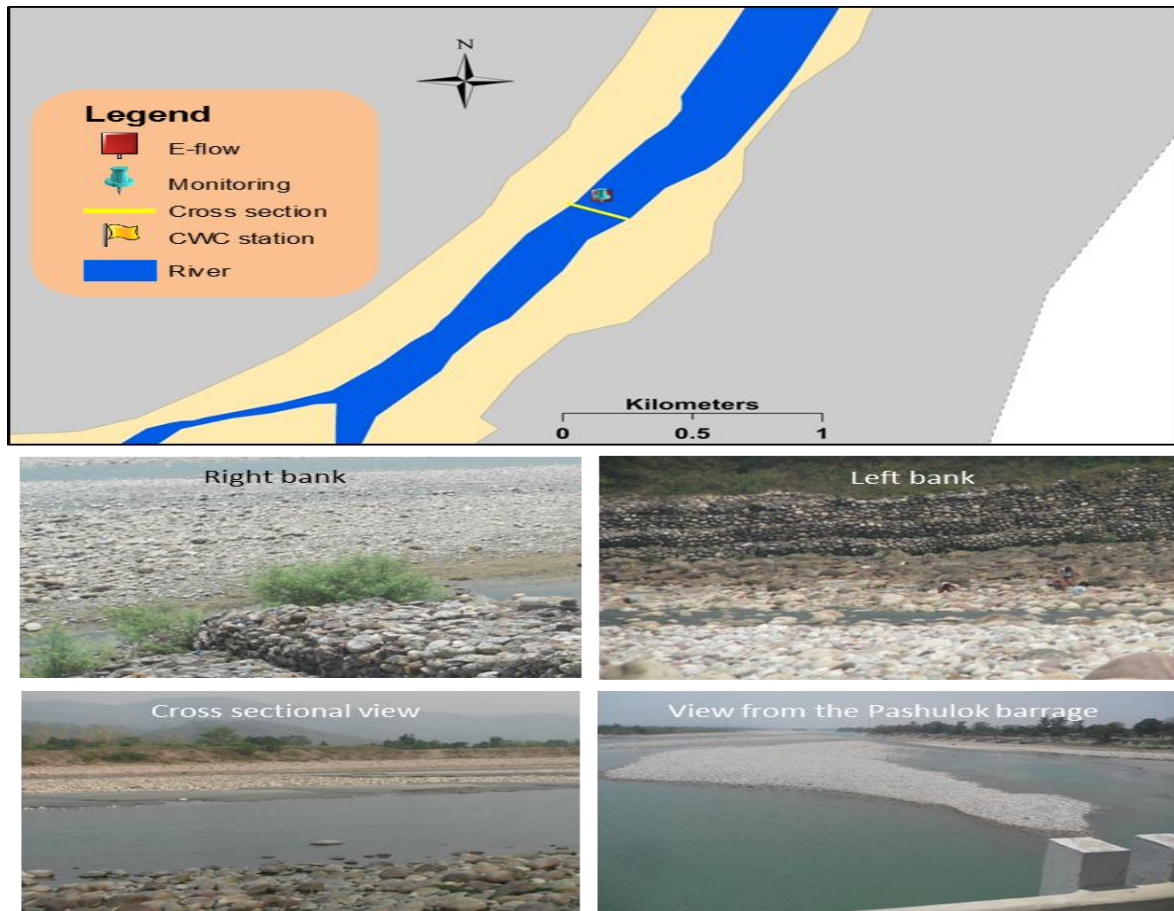 N
Legend
E-flow
Monitoring
Cross section
CWC station
River
Kilometers
0 0.5 1
Right bank
Left bank
Cross sectional view
View from the Pashulok barrage